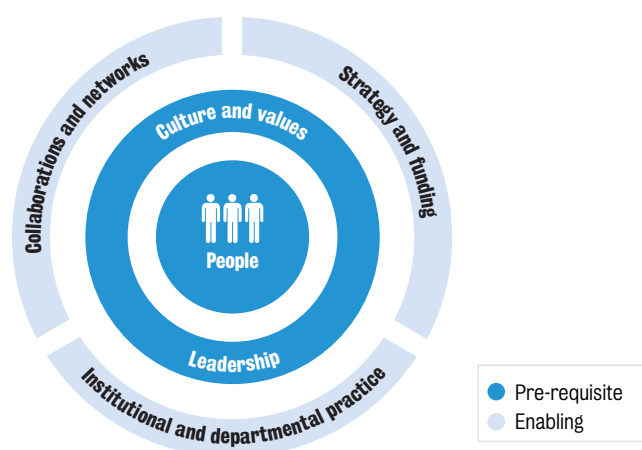 Collaborations and networks
Strategy and funding
Culture and values
People
Leadership
Institutional and departmental practice
Pre-requisite
Enabling